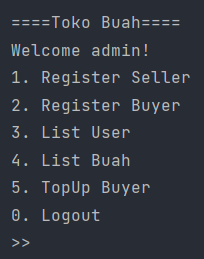 ====Toko Buah====
Welcome admin!
1. Register Seller
2. Register Buyer
3. List User
4. List Buah
5. TopUp Buyer
0. Logout
>>